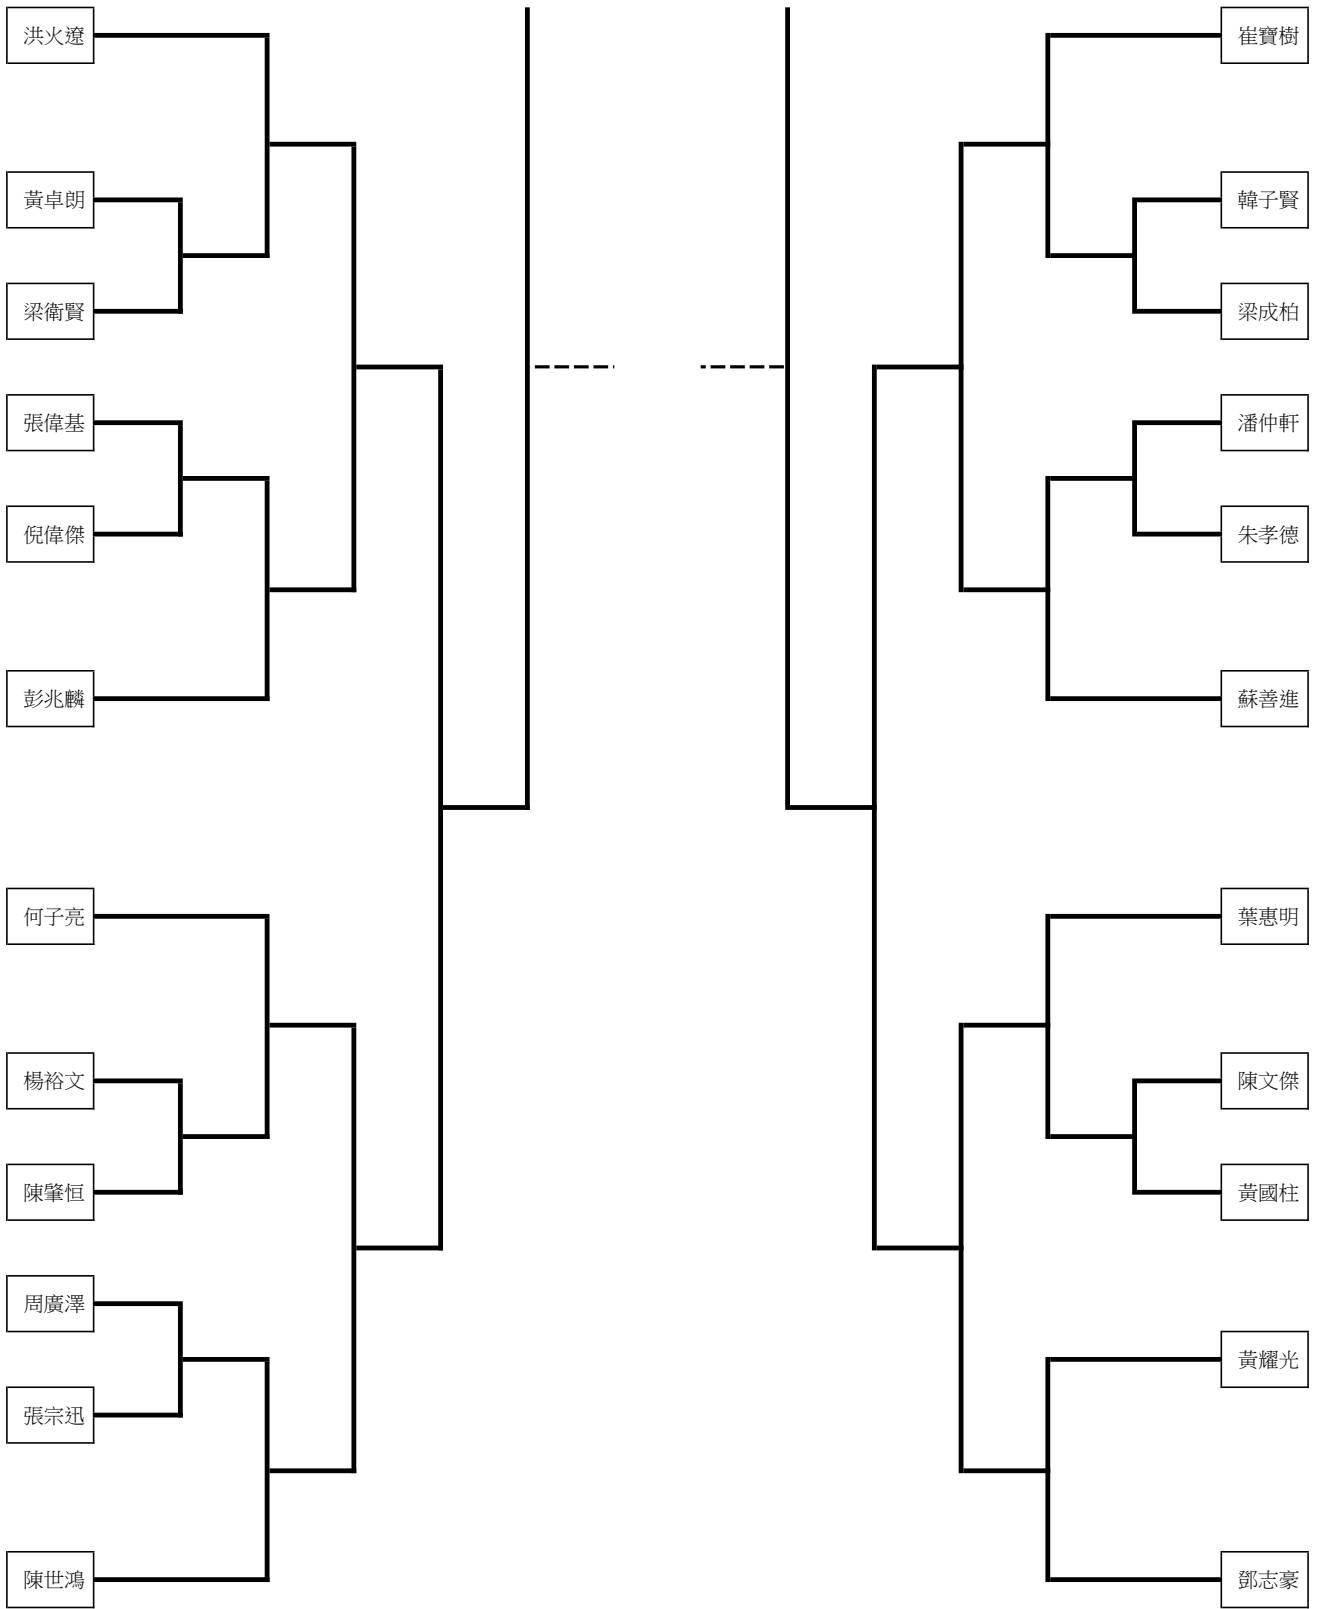 洪火遼
崔寶樹
黃卓朗
韓子賢
梁衛賢
梁成柏
張偉基
潘仲軒
倪偉傑
朱孝德
彭兆麟
蘇善進
何子亮
葉惠明
楊裕文
陳文傑
陳肇恒
黃國柱
周廣澤
黃耀光
張宗迅
陳世鴻
鄧志豪